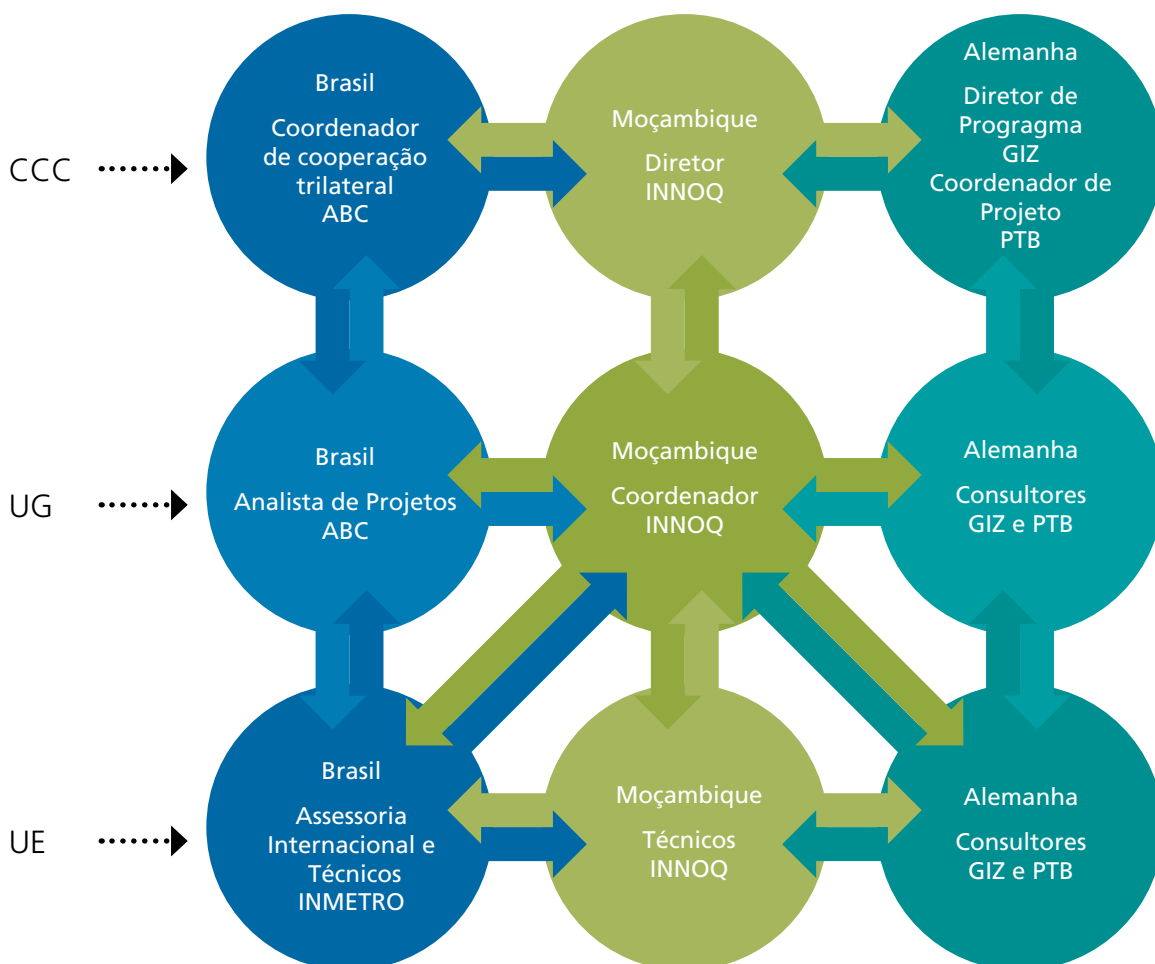 CCC
Brasil
Coordenador
de cooperação
trilateral
ABC
Moçambique
Diretor
INNOQ
Alemanha
Diretor de
Progragma
GIZ
Coordenador de
Projeto
PTB
UG
Brasil
Analista de Projetos
ABC
Moçambique
Coordenador
INNOQ
Alemanha
Consultores
GIZ e PTB
UE
Brasil
Assessoria
Internacional e
Técnicos
INMETRO
Moçambique
Técnicos
INNOQ
Alemanha
Consultores
GIZ e PTB